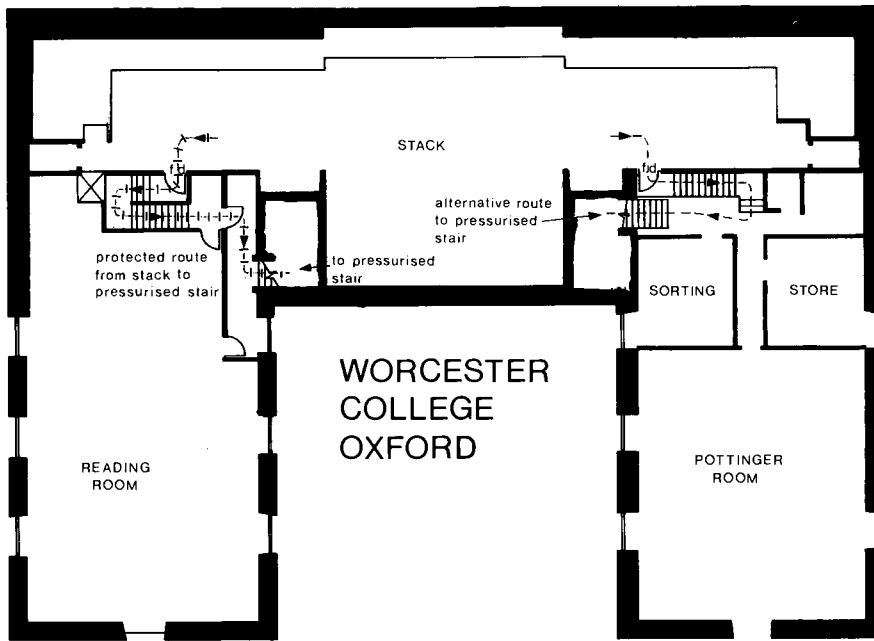 STACK
f.d
f.d
alternative route
to pressurised
stair
protected route
from stack to
pressurised stair
to pressurised
stair
SORTING
STORE
WORCESTER
COLLEGE
OXFORD
READING
ROOM
POTTINGER
ROOM